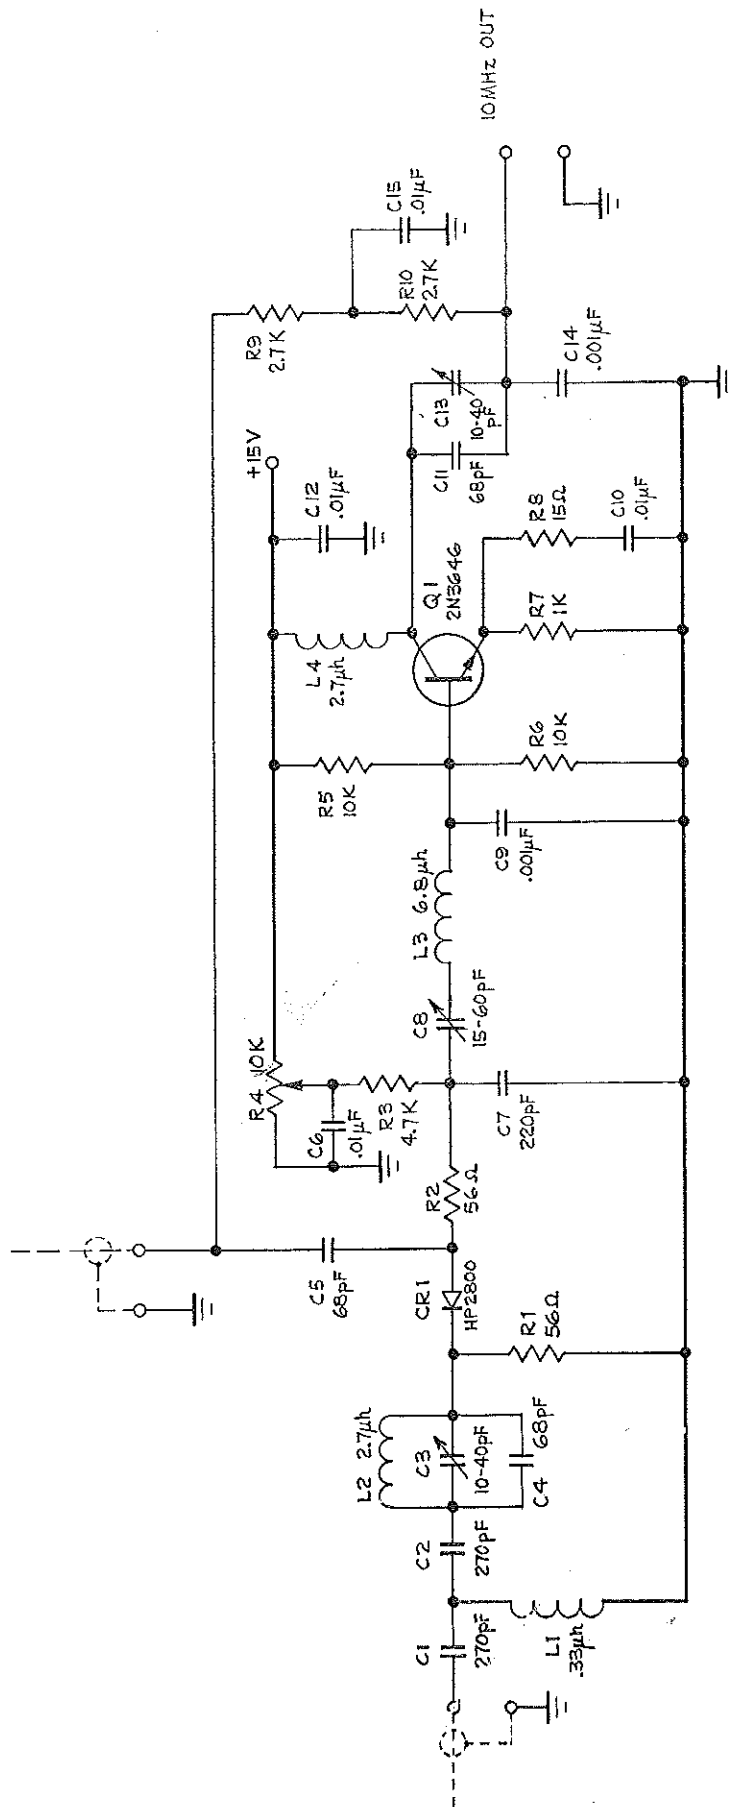 C1
270pF
L1
.33µh
C2
270pF
L2 2.7µh
C3
10-40pF
C4
68pF
R1
56Ω
CR1
HP2800
C5
68pF
R2
56Ω
R4 10K
C6
.01µF
R3
4.7K
C7
220pF
C8
15-60pF
L3 6.8µh
C9
.001µF
R5
10K
R6
10K
L4
2.7µh
Q1
2N3646
R7
1K
R8
15Ω
C10
.01µF
+15V
C12
.01µF
C11
68pF
C13
10-40
pF
C14
.001µF
R9
2.7K
R10
2.7K
C15
.01µF
10MHz OUT